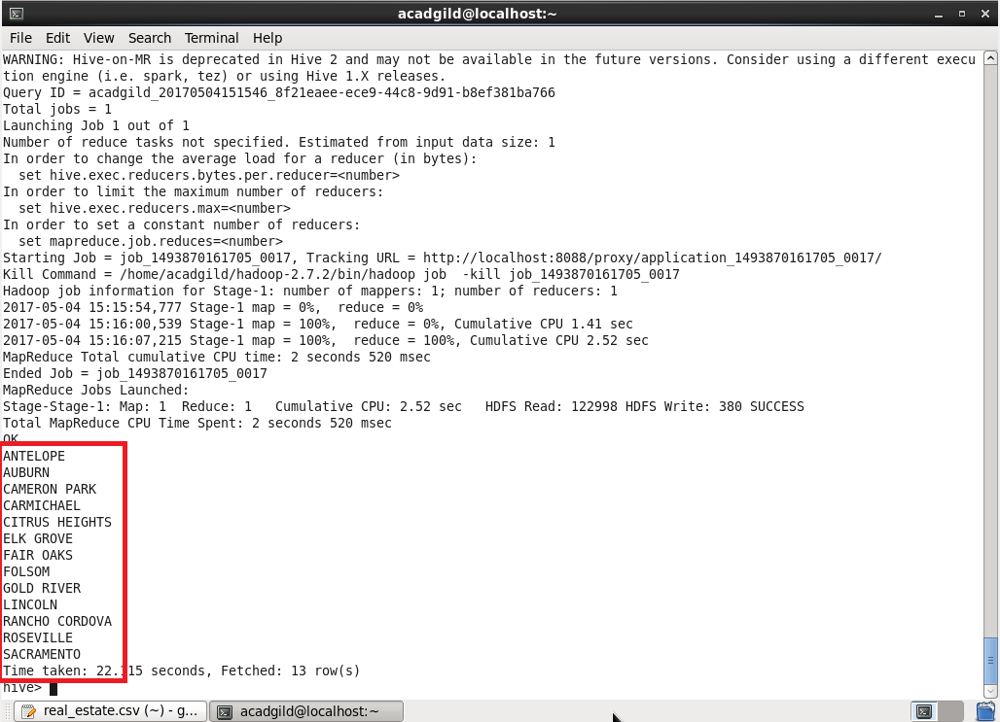 acadgild@localhost:~
File Edit View Search Terminal Help
WARNING: Hive-on-MR is deprecated in Hive 2 and may not be available in the future versions. Consider using a different execu
tion engine (i.e. spark, tez) or using Hive 1.X releases.
Query ID = acadgild_20170504151546_8f21eaee-ece9-44c8-9d91-b8ef381ba766
Total jobs = 1
Launching Job 1 out of 1
Number of reduce tasks not specified. Estimated from input data size: 1
In order to change the average load for a reducer (in bytes):
  set hive.exec.reducers.bytes.per.reducer=<number>
In order to limit the maximum number of reducers:
  set hive.exec.reducers.max=<number>
In order to set a constant number of reducers:
  set mapreduce.job.reduces=<number>
Starting Job = job_1493870161705_0017, Tracking URL = http://localhost:8088/proxy/application_1493870161705_0017/
Kill Command = /home/acadgild/hadoop-2.7.2/bin/hadoop job  -kill job_1493870161705_0017
Hadoop job information for Stage-1: number of mappers: 1; number of reducers: 1
2017-05-04 15:15:54,777 Stage-1 map = 0%,  reduce = 0%
2017-05-04 15:16:00,539 Stage-1 map = 100%,  reduce = 0%, Cumulative CPU 1.41 sec
2017-05-04 15:16:07,215 Stage-1 map = 100%,  reduce = 100%, Cumulative CPU 2.52 sec
MapReduce Total cumulative CPU time: 2 seconds 520 msec
Ended Job = job_1493870161705_0017
MapReduce Jobs Launched:
Stage-Stage-1: Map: 1  Reduce: 1   Cumulative CPU: 2.52 sec   HDFS Read: 122998 HDFS Write: 380 SUCCESS
Total MapReduce CPU Time Spent: 2 seconds 520 msec
OK
ANTELOPE
AUBURN
CAMERON PARK
CARMICHAEL
CITRUS HEIGHTS
ELK GROVE
FAIR OAKS
FOLSOM
GOLD RIVER
LINCOLN
RANCHO CORDOVA
ROSEVILLE
SACRAMENTO
Time taken: 22.115 seconds, Fetched: 13 row(s)
hive>
real_estate.csv (~) - g... acadgild@localhost:~